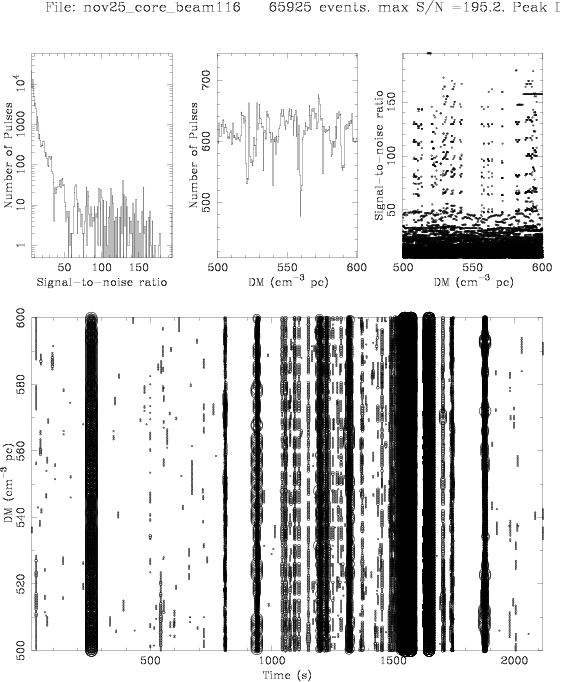 File: nov25_core_beam116 65925 events. max S/N =195.2. Peak
Number of Pulses
10⁴
1000
100
10
1
50 100 150
Signal-to-noise ratio
Number of Pulses
700
600
500
500 550 600
DM (cm⁻³ pc)
Signal-to-noise ratio
150
100
50
500 550 600
DM (cm⁻³ pc)
DM (cm⁻³ pc)
600
580
560
540
520
500
500 1000 1500 2000
Time (s)